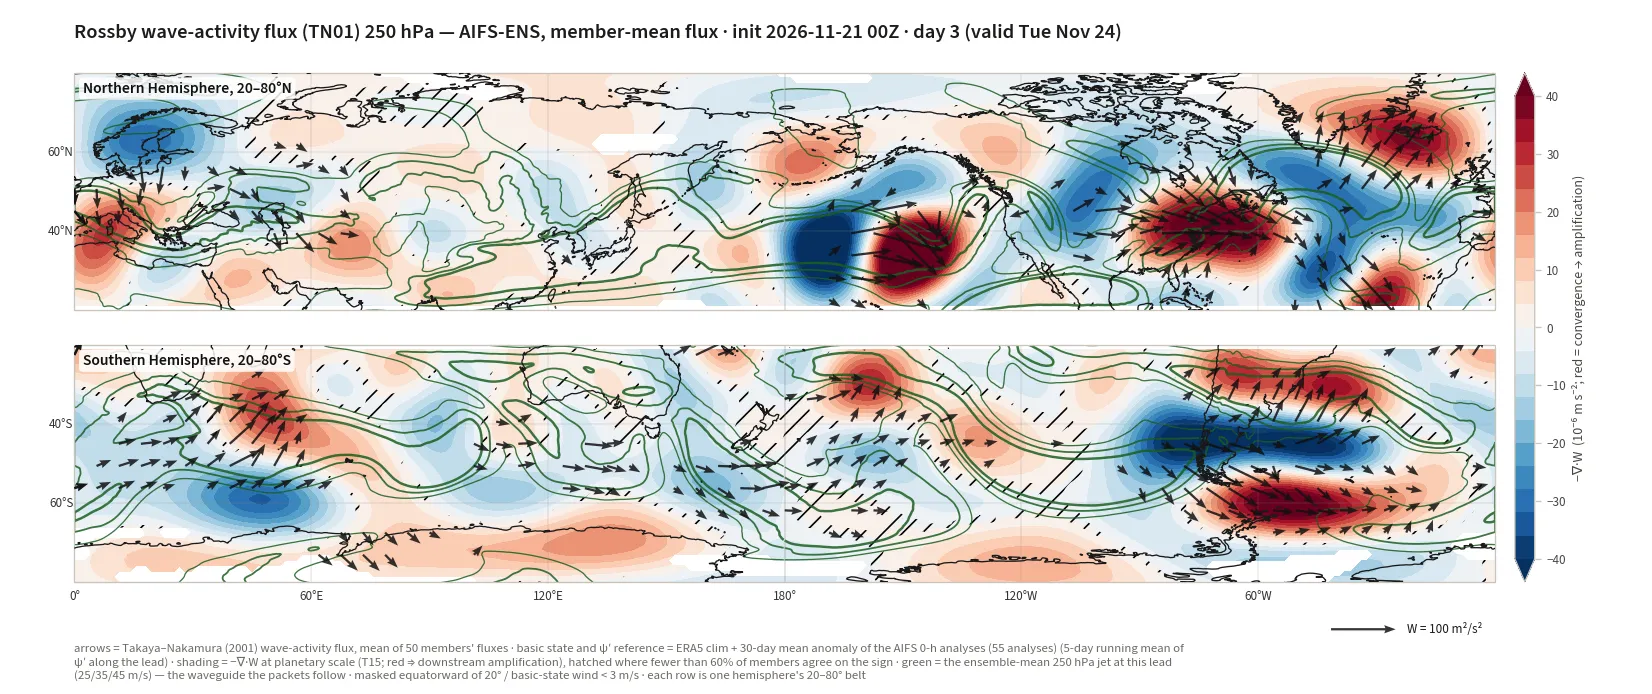 Rossby wave-activity flux (TN01) 250 hPa — AIFS-ENS, member-mean flux · init 2026-11-21 00Z · day 3 (valid Tue Nov 24)
Northern Hemisphere, 20–80°N
60°N
40°N
Southern Hemisphere, 20–80°S
40°S
60°S
0°
60°E
120°E
180°
120°W
60°W
40
30
20
10
0
−10
−20
−30
−40
−∇·W (10⁻⁶ m s⁻²; red = convergence → amplification)
W = 100 m²/s²
arrows = Takaya–Nakamura (2001) wave-activity flux, mean of 50 members' fluxes · basic state and ψ' reference = ERA5 clim + 30-day mean anomaly of the AIFS 0-h analyses (55 analyses) (5-day running mean of
ψ' along the lead) · shading = −∇·W at planetary scale (T15; red ⇒ downstream amplification), hatched where fewer than 60% of members agree on the sign · green = the ensemble-mean 250 hPa jet at this lead
(25/35/45 m/s) — the waveguide the packets follow · masked equatorward of 20° / basic-state wind < 3 m/s · each row is one hemisphere's 20–80° belt